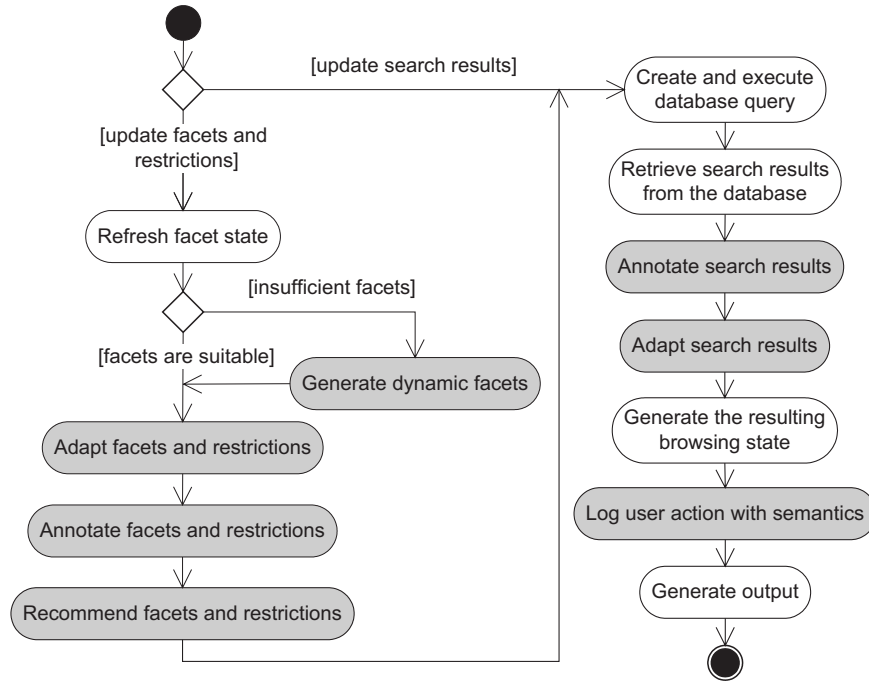 [update search results]
[update facets and
restrictions]
Refresh facet state
[insufficient facets]
[facets are suitable]
Generate dynamic facets
Adapt facets and restrictions
Annotate facets and restrictions
Recommend facets and restrictions
Create and execute
database query
Retrieve search results
from the database
Annotate search results
Adapt search results
Generate the resulting
browsing state
Log user action with semantics
Generate output